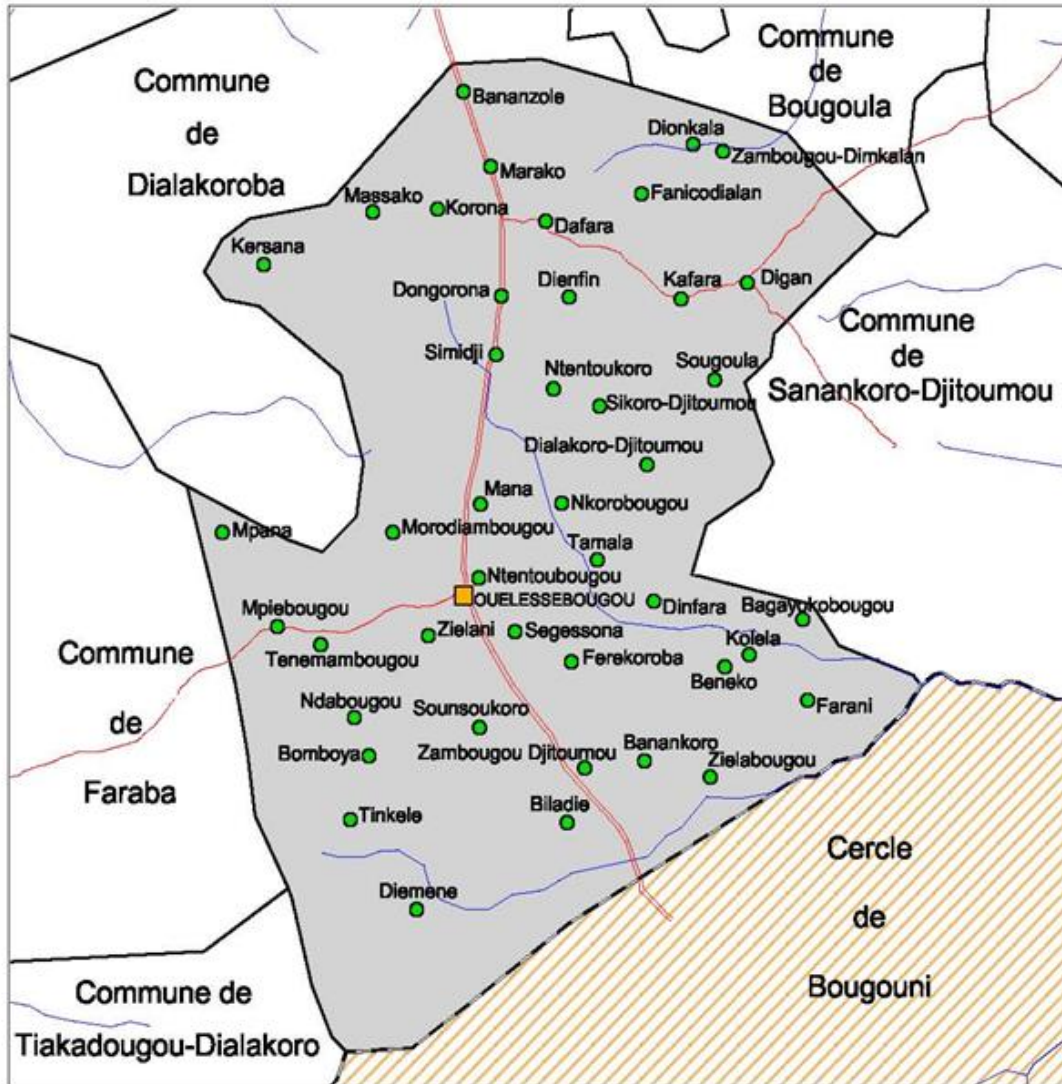 Commune
de
Dialakoroba
Commune
de
Bougoula
Bananzole
Dionkala
Zambougou-Dimkalan
Marako
Fanicodialan
Massako
Korona
Dafara
Kersana
Dongorona
Dienfin
Kafara
Digan
Commune
de
Sanankoro-Djitoumou
Simidji
Ntentoukoro
Sougoula
Sikoro-Djitoumou
Dialakoro-Djitoumou
Mana
Nkorobougou
Mpana
Morodiambougou
Tamala
Ntentoubougou
OUELESSEBOUGOU
Dinfara
Bagayokobougou
Mpiebougou
Zielani
Segessona
Kolela
Tenemambougou
Ferekoroba
Beneko
Commune
de
Faraba
Farani
Ndabougou
Sounsoukoro
Bomboya
Zambougou Djitoumou
Banankoro
Zielabougou
Tinkele
Biladie
Diemene
Cercle
de
Bougouni
Commune de
Tiakadougou-Dialakoro